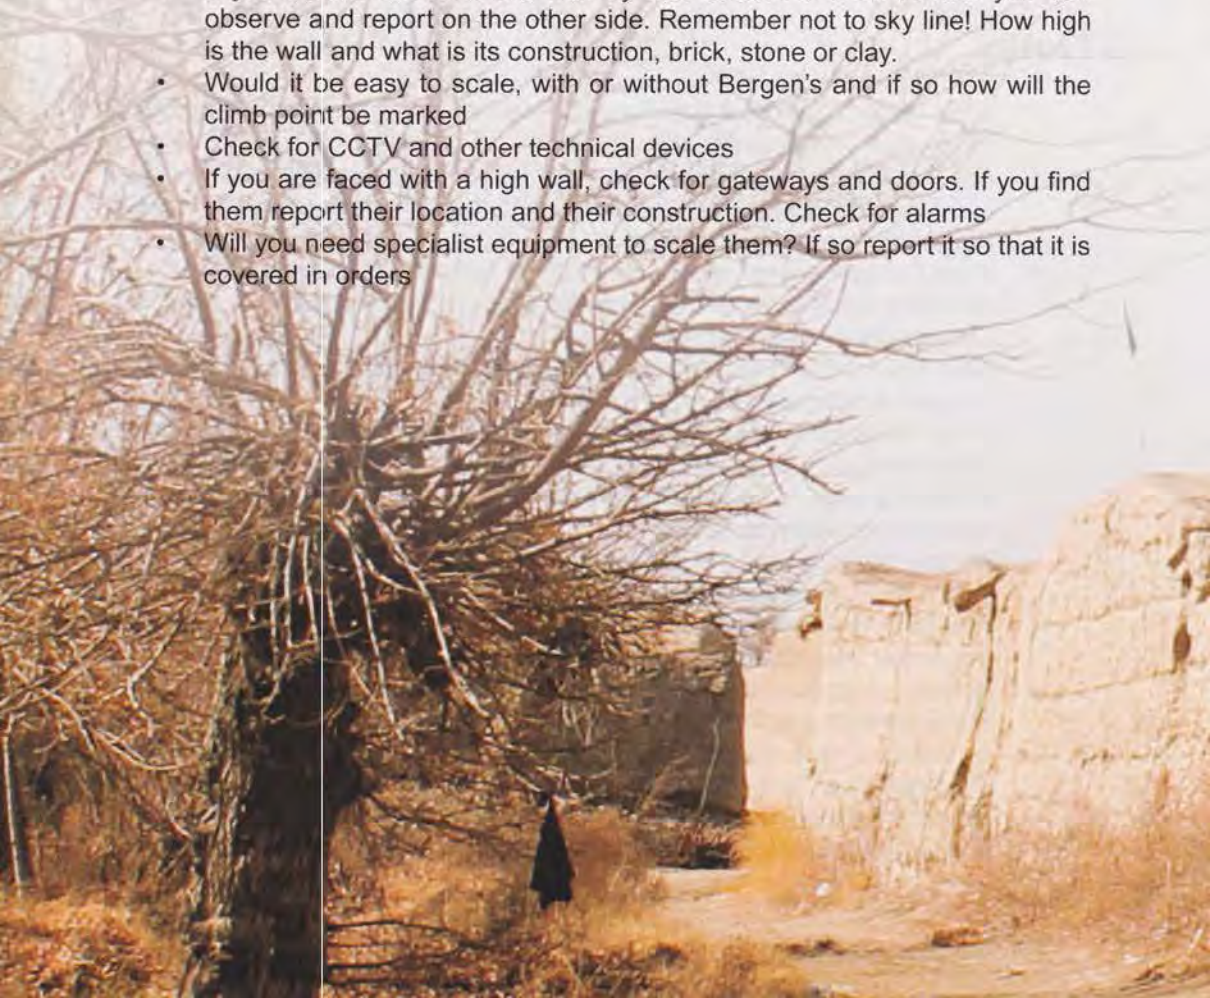 observe and report on the other side. Remember not to sky line! How high
is the wall and what is its construction, brick, stone or clay.
• Would it be easy to scale, with or without Bergen's and if so how will the
climb point be marked
• Check for CCTV and other technical devices
• If you are faced with a high wall, check for gateways and doors. If you find
them report their location and their construction. Check for alarms
• Will you need specialist equipment to scale them? If so report it so that it is
covered in orders